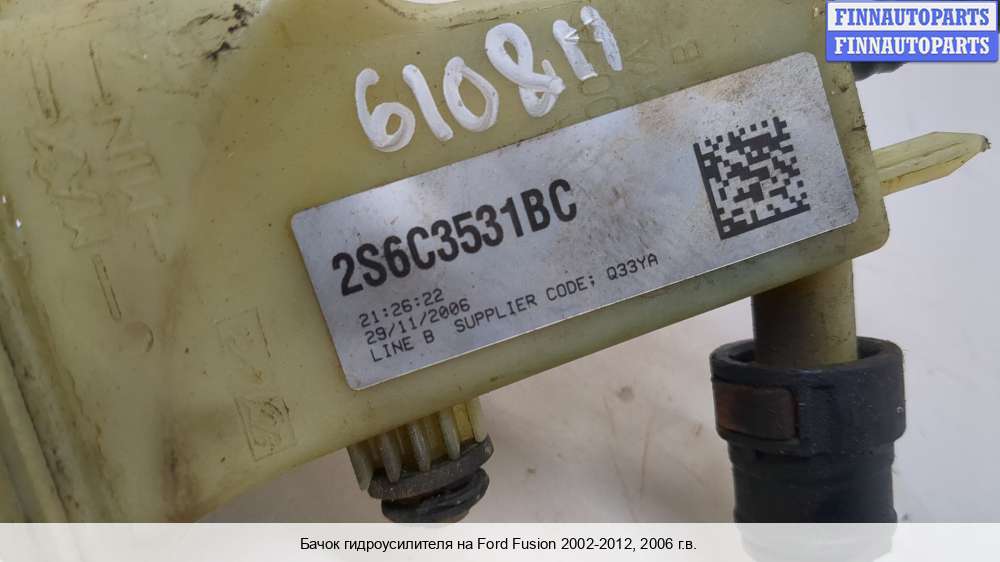 FINNAUTOPARTS
FINNAUTOPARTS
6108M
2S6C3531BC
21:26:22
29/11/2006
LINE B SUPPLIER CODE; Q33YA
Бачок гидроусилителя на Ford Fusion 2002-2012, 2006 г.в.